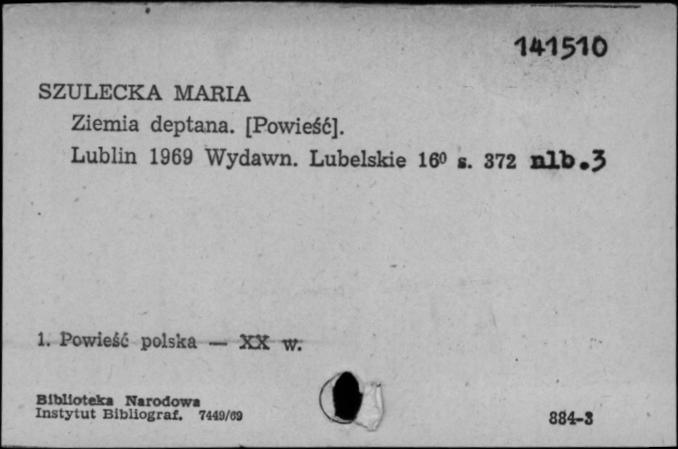 141510
SZULECKA MARIA
Ziemia deptana. [Powieść].
Lublin 1969 Wydawn. Lubelskie 16⁰ s. 372 nlb.3
1. Powieść polska — XX w.
Biblioteka Narodowa
Instytut Bibliograf. 7449/69
884-3